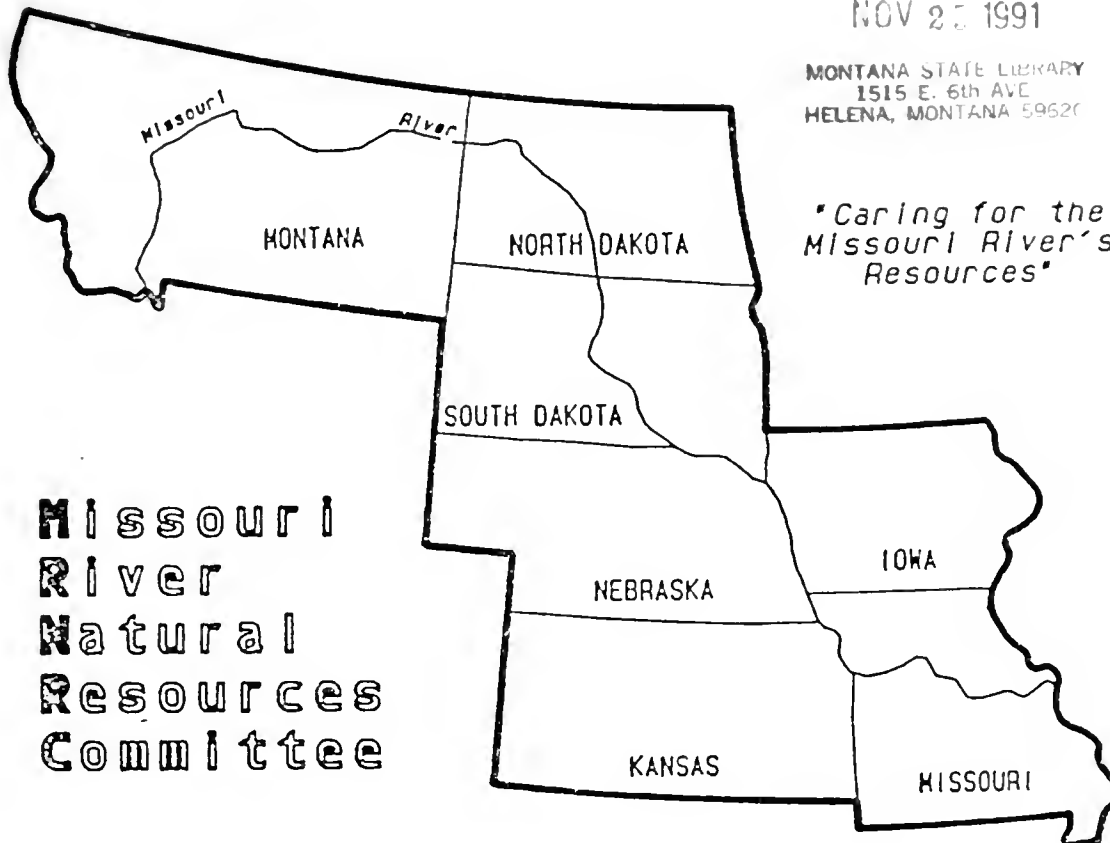 NOV 2 1991
MONTANA STATE LIBRARY
1515 E. 6th AVE
HELENA, MONTANA 5962
Missouri River
MONTANA
NORTH DAKOTA
"Caring for the
Missouri River's
Resources"
SOUTH DAKOTA
Missouri
River
Natural
Resources
Committee
IOWA
NEBRASKA
KANSAS
MISSOURI